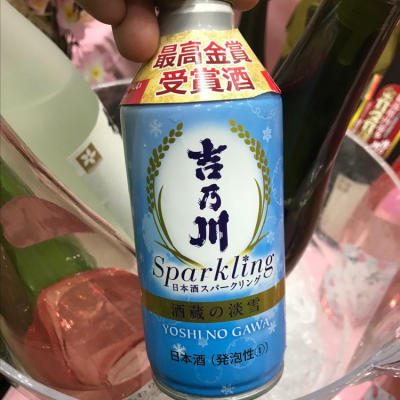 最高金賞
受賞酒
吉乃川
Sparkling
日本酒スパークリング
酒蔵の淡雪
YOSHI NO GAWA
日本酒（発泡性①）